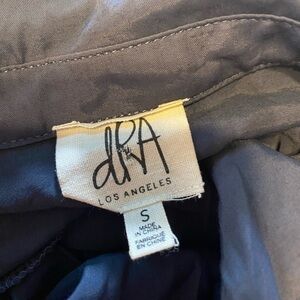 dRA
LOS ANGELES
S
MADE
IN CHINA
FABRIQUÉ
EN CHINE